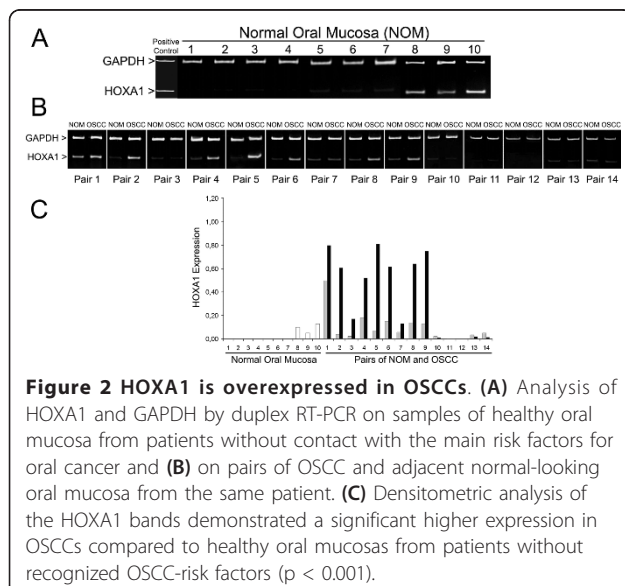 A
Normal Oral Mucosa (NOM)
Positive Control
1 2 3 4 5 6 7 8 9 10
GAPDH >
HOXA1 >
B
NOM OSCC NOM OSCC NOM OSCC NOM OSCC NOM OSCC NOM OSCC NOM OSCC NOM OSCC NOM OSCC NOM OSCC NOM OSCC NOM OSCC NOM OSCC NOM OSCC
GAPDH >
HOXA1 >
Pair 1 Pair 2 Pair 3 Pair 4 Pair 5 Pair 6 Pair 7 Pair 8 Pair 9 Pair 10 Pair 11 Pair 12 Pair 13 Pair 14
C
HOXA1 Expression
1,20
1,00
0,80
0,60
0,40
0,20
0,00
1 2 3 4 5 6 7 8 9 10 1 2 3 4 5 6 7 8 9 10 11 12 13 14
Normal Oral Mucosa Pairs of NOM and OSCC
Figure 2 HOXA1 is overexpressed in OSCCs. (A) Analysis of
HOXA1 and GAPDH by duplex RT-PCR on samples of healthy oral
mucosa from patients without contact with the main risk factors for
oral cancer and (B) on pairs of OSCC and adjacent normal-looking
oral mucosa from the same patient. (C) Densitometric analysis of
the HOXA1 bands demonstrated a significant higher expression in
OSCCs compared to healthy oral mucosas from patients without
recognized OSCC-risk factors (p < 0.001).